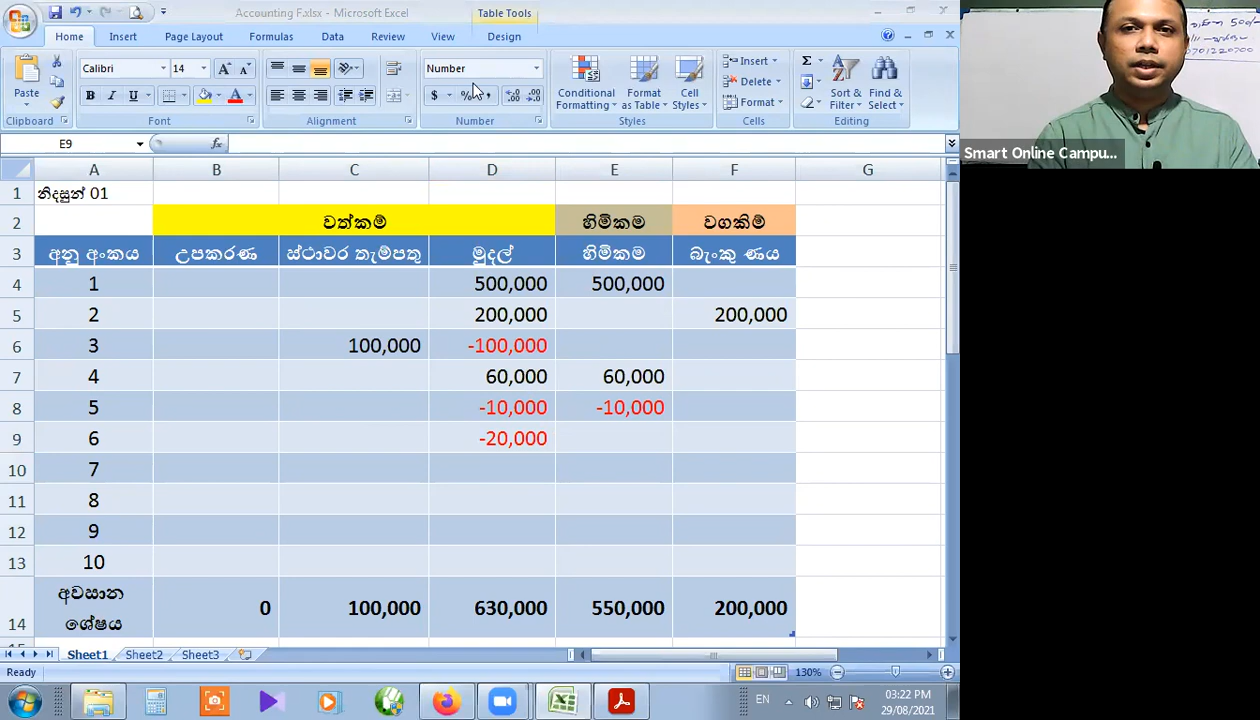 Accounting F.xlsx - Microsoft Excel
Table Tools
Home Insert Page Layout Formulas Data Review View Design
Paste
Clipboard
Calibri 14
B I U A
Font
Alignment
Number
$ % ,
Number
Conditional Formatting
Format as Table
Cell Styles
Styles
Insert
Delete
Format
Cells
Σ
Sort & Filter
Find & Select
Editing
E9 fx
A B C D E F G
1 නිදසුන් 01
2 වත්කම් හිමිකම වගකිම්
3 අනු අංකය උපකරණ ස්ථාවර තැම්පතු මුදල් හිමිකම බැංකු ණය
4 1 500,000 500,000
5 2 200,000 200,000
6 3 100,000 -100,000
7 4 60,000 60,000
8 5 -10,000 -10,000
9 6 -20,000
10 7
11 8
12 9
13 10
14 අවසාන ශේෂය 0 100,000 630,000 550,000 200,000
Sheet1 Sheet2 Sheet3
Ready 130%
EN 03:22 PM
29/08/2021
Smart Online Campu...